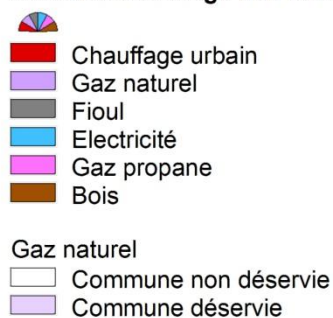 Chauffage urbain
Gaz naturel
Fioul
Electricité
Gaz propane
Bois
Gaz naturel
Commune non déservie
Commune déservie